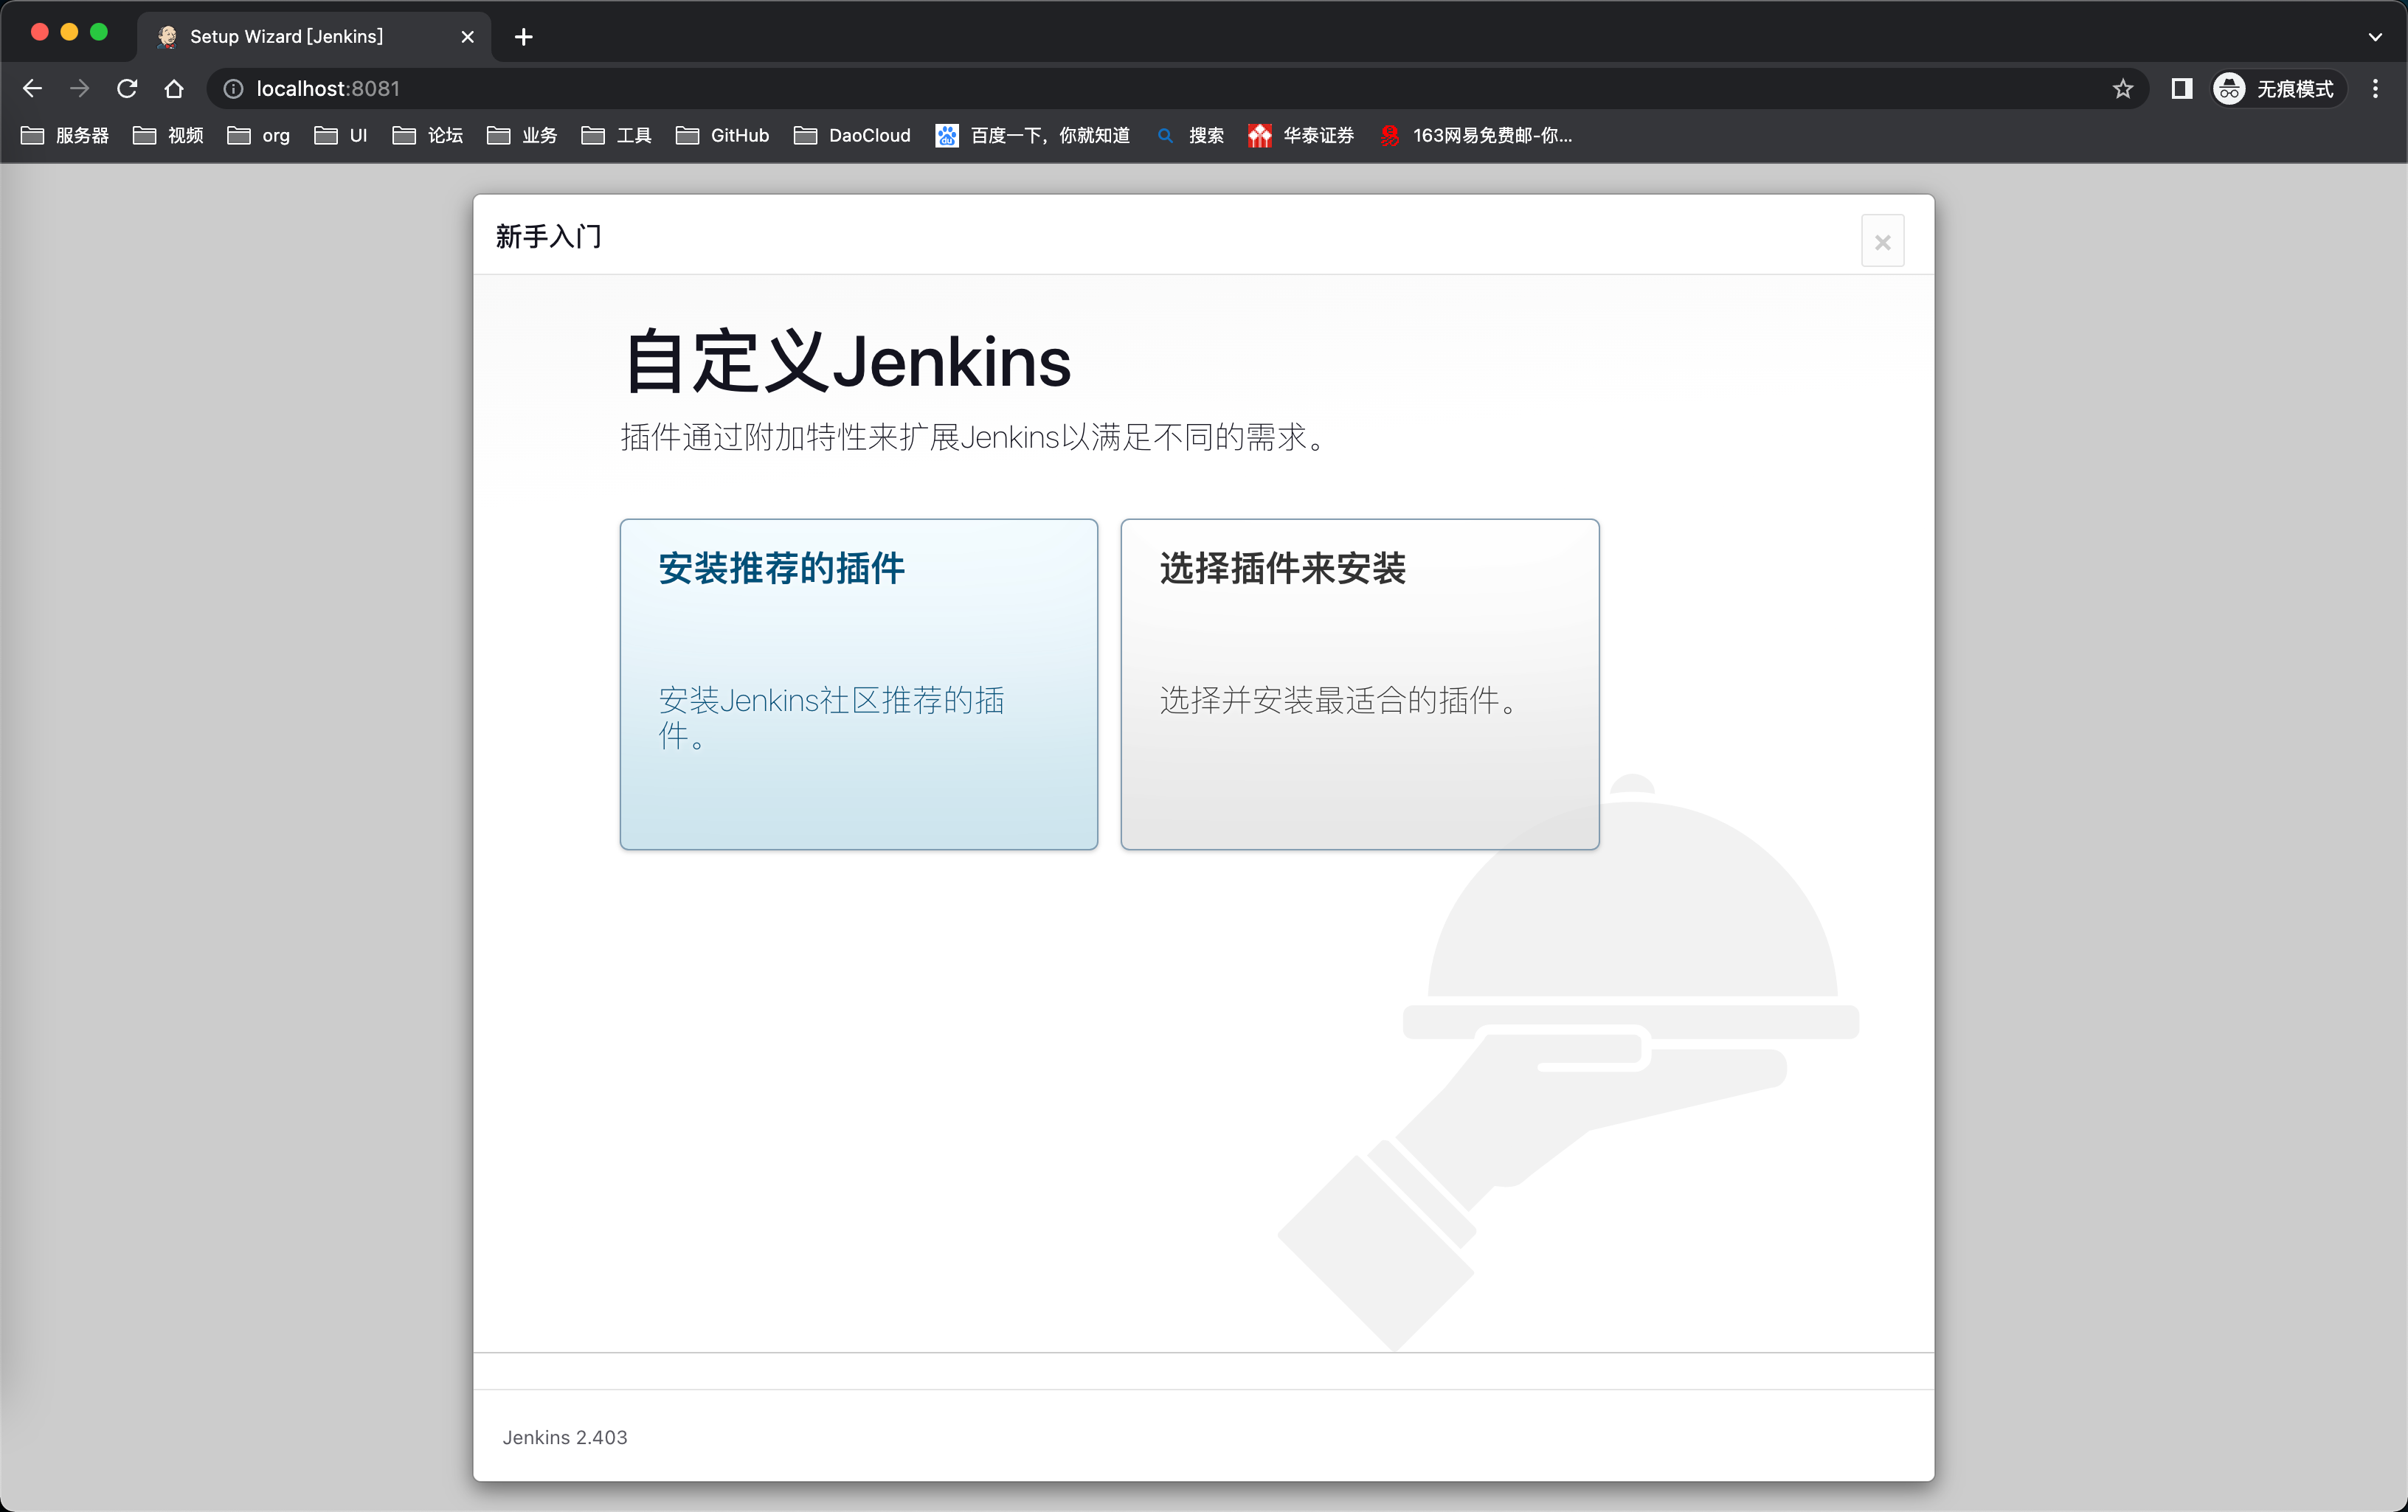 Setup Wizard [Jenkins]
localhost:8081
无痕模式
服务器 视频 org UI 论坛 业务 工具 GitHub DaoCloud 百度一下，你就知道 搜索 华泰证券 163网易免费邮-你...
新手入门
自定义Jenkins
插件通过附加特性来扩展Jenkins以满足不同的需求。
安装推荐的插件
安装Jenkins社区推荐的插
件。
选择插件来安装
选择并安装最适合的插件。
Jenkins 2.403